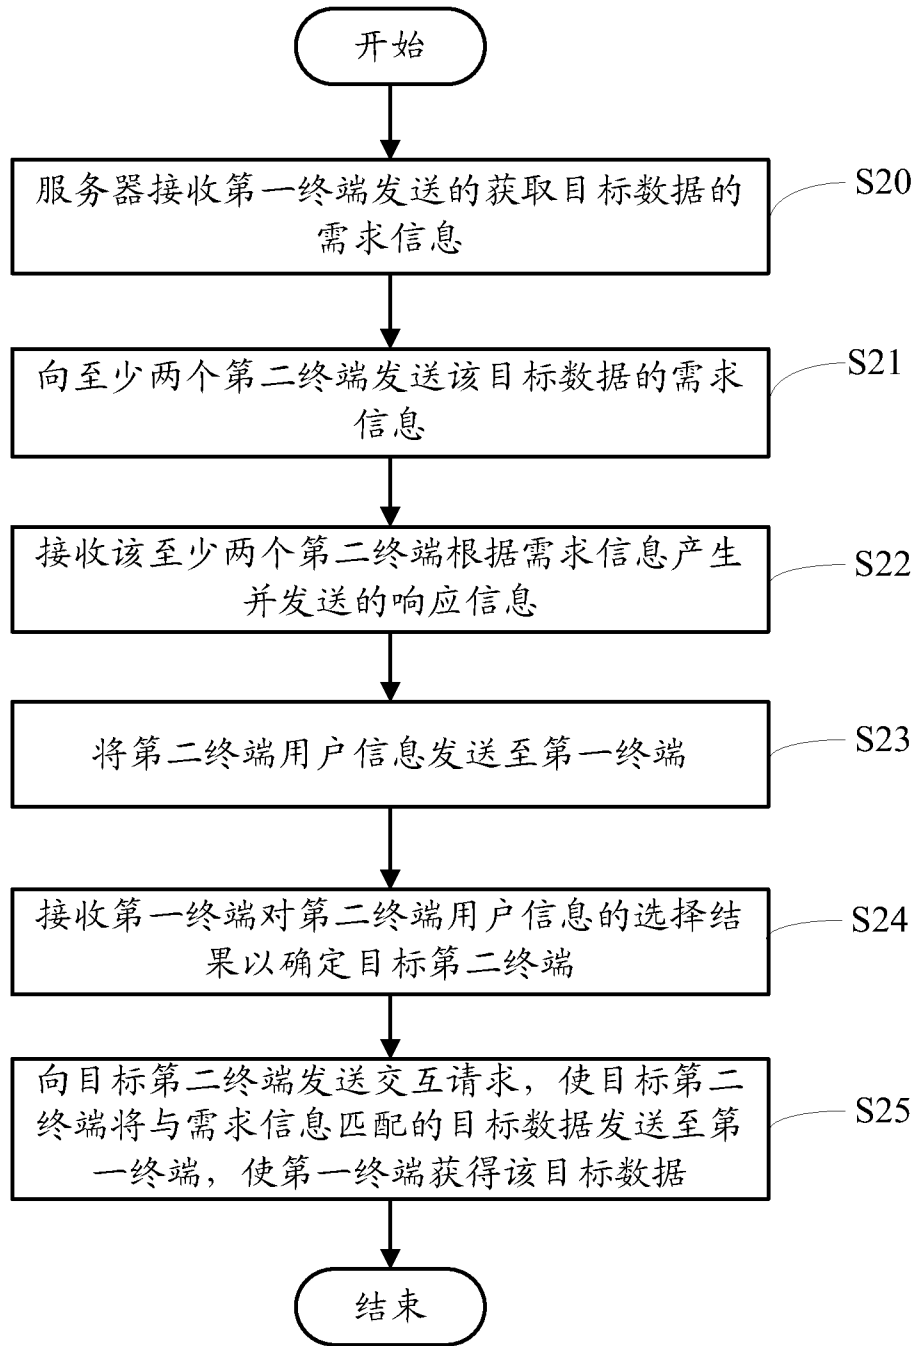 开始
服务器接收第一终端发送的获取目标数据的
需求信息
S20
向至少两个第二终端发送该目标数据的需求
信息
S21
接收该至少两个第二终端根据需求信息产生
并发送的响应信息
S22
将第二终端用户信息发送至第一终端
S23
接收第一终端对第二终端用户信息的选择结
果以确定目标第二终端
S24
向目标第二终端发送交互请求，使目标第二
终端将与需求信息匹配的目标数据发送至第
一终端，使第一终端获得该目标数据
S25
结束